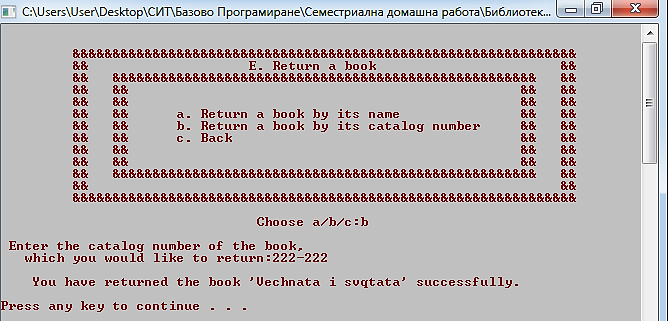 C:\Users\User\Desktop\СИТ\Базово Програмиране\Семестриална домашна работа\Библиотек...
&&&&&&&&&&&&&&&&&&&&&&&&&&&&&&&&&&&&&&&&&&&&&&&&&&&&&&&&&&&&&&&
&& E. Return a book &&
&& &&&&&&&&&&&&&&&&&&&&&&&&&&&&&&&&&&&&&&&&&&&&&&&&&&&&& &&
&& && && &&
&& && && &&
&& && a. Return a book by its name && &&
&& && b. Return a book by its catalog number && &&
&& && c. Back && &&
&& && && &&
&& && && &&
&& &&&&&&&&&&&&&&&&&&&&&&&&&&&&&&&&&&&&&&&&&&&&&&&&&&&&& &&
&& &&
&&&&&&&&&&&&&&&&&&&&&&&&&&&&&&&&&&&&&&&&&&&&&&&&&&&&&&&&&&&&&&&
Choose a/b/c:b
Enter the catalog number of the book,
which you would like to return:222-222
You have returned the book 'Vechnata i svqtata' successfully.
Press any key to continue . . .